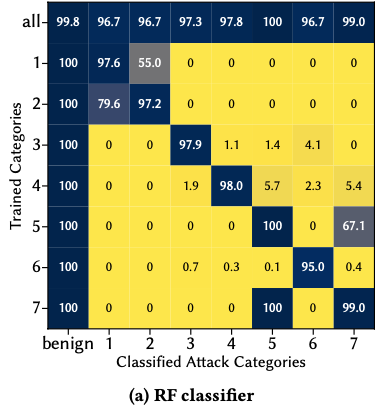 all 99.8 96.7 96.7 97.3 97.8 100 96.7 99.0
1 100 97.6 55.0 0 0 0 0 0
2 100 79.6 97.2 0 0 0 0 0
3 100 0 0 97.9 1.1 1.4 4.1 0
4 100 0 0 1.9 98.0 5.7 2.3 5.4
5 100 0 0 0 0 100 0 67.1
6 100 0 0 0.7 0.3 0.1 95.0 0.4
7 100 0 0 0 0 100 0 99.0
Trained Categories
benign 1 2 3 4 5 6 7
Classified Attack Categories
(a) RF classifier